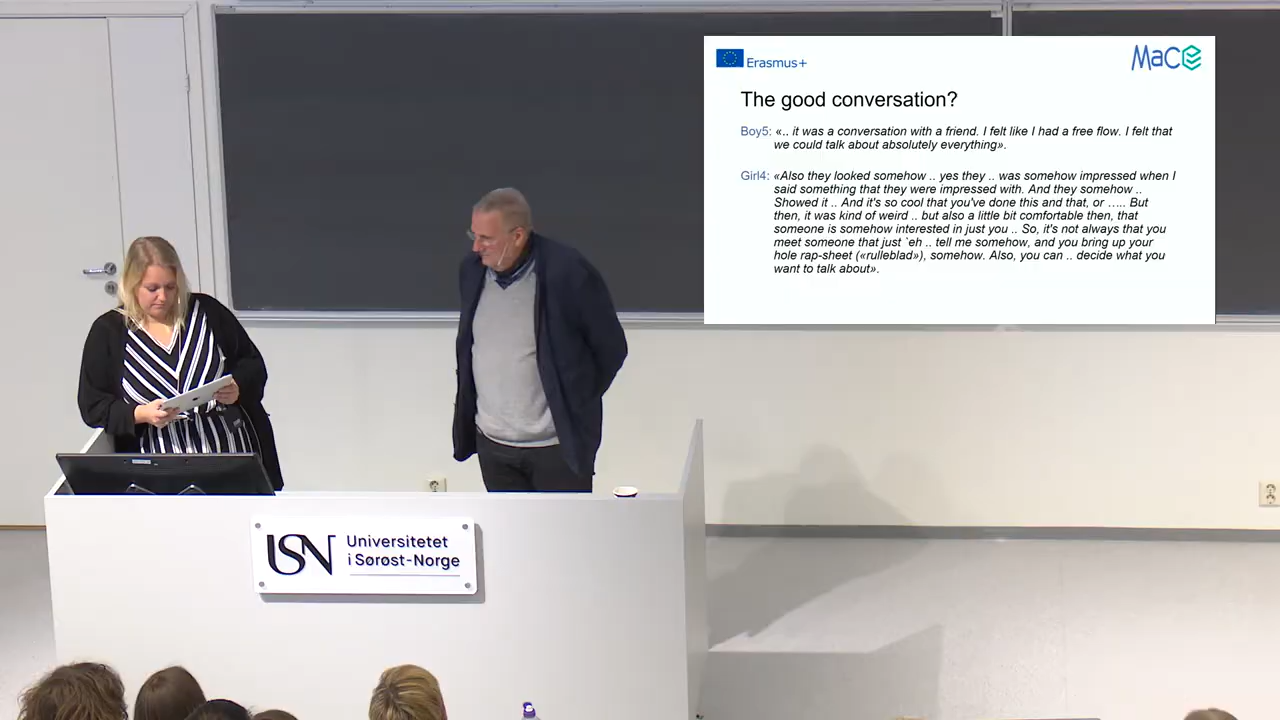 Erasmus+
MaC
The good conversation?
Boy5: «.. it was a conversation with a friend. I felt like I had a free flow. I felt that
we could talk about absolutely everything».
Girl4: «Also they looked somehow .. yes they .. was somehow impressed when I
said something that they were impressed with. And they somehow ..
Showed it .. And it's so cool that you've done this and that, or ….. But
then, it was kind of weird .. but also a little bit comfortable then, that
someone is somehow interested in just you .. So, it's not always that you
meet someone that just `eh .. tell me somehow, and you bring up your
hole rap-sheet («rulleblad»), somehow. Also, you can .. decide what you
want to talk about».
USN
Universitetet
i Sørøst-Norge